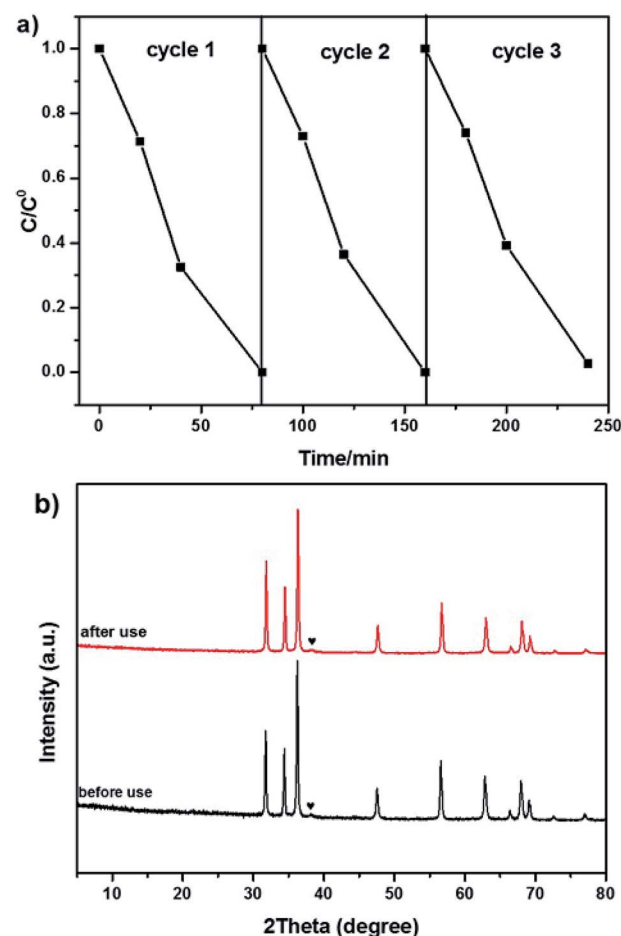 a)
cycle 1 cycle 2 cycle 3
1.0
0.8
0.6
0.4
0.2
0.0
C/C⁰
0 50 100 150 200 250
Time/min
b)
after use ♥
before use ♥
Intensity (a.u.)
10 20 30 40 50 60 70 80
2Theta (degree)